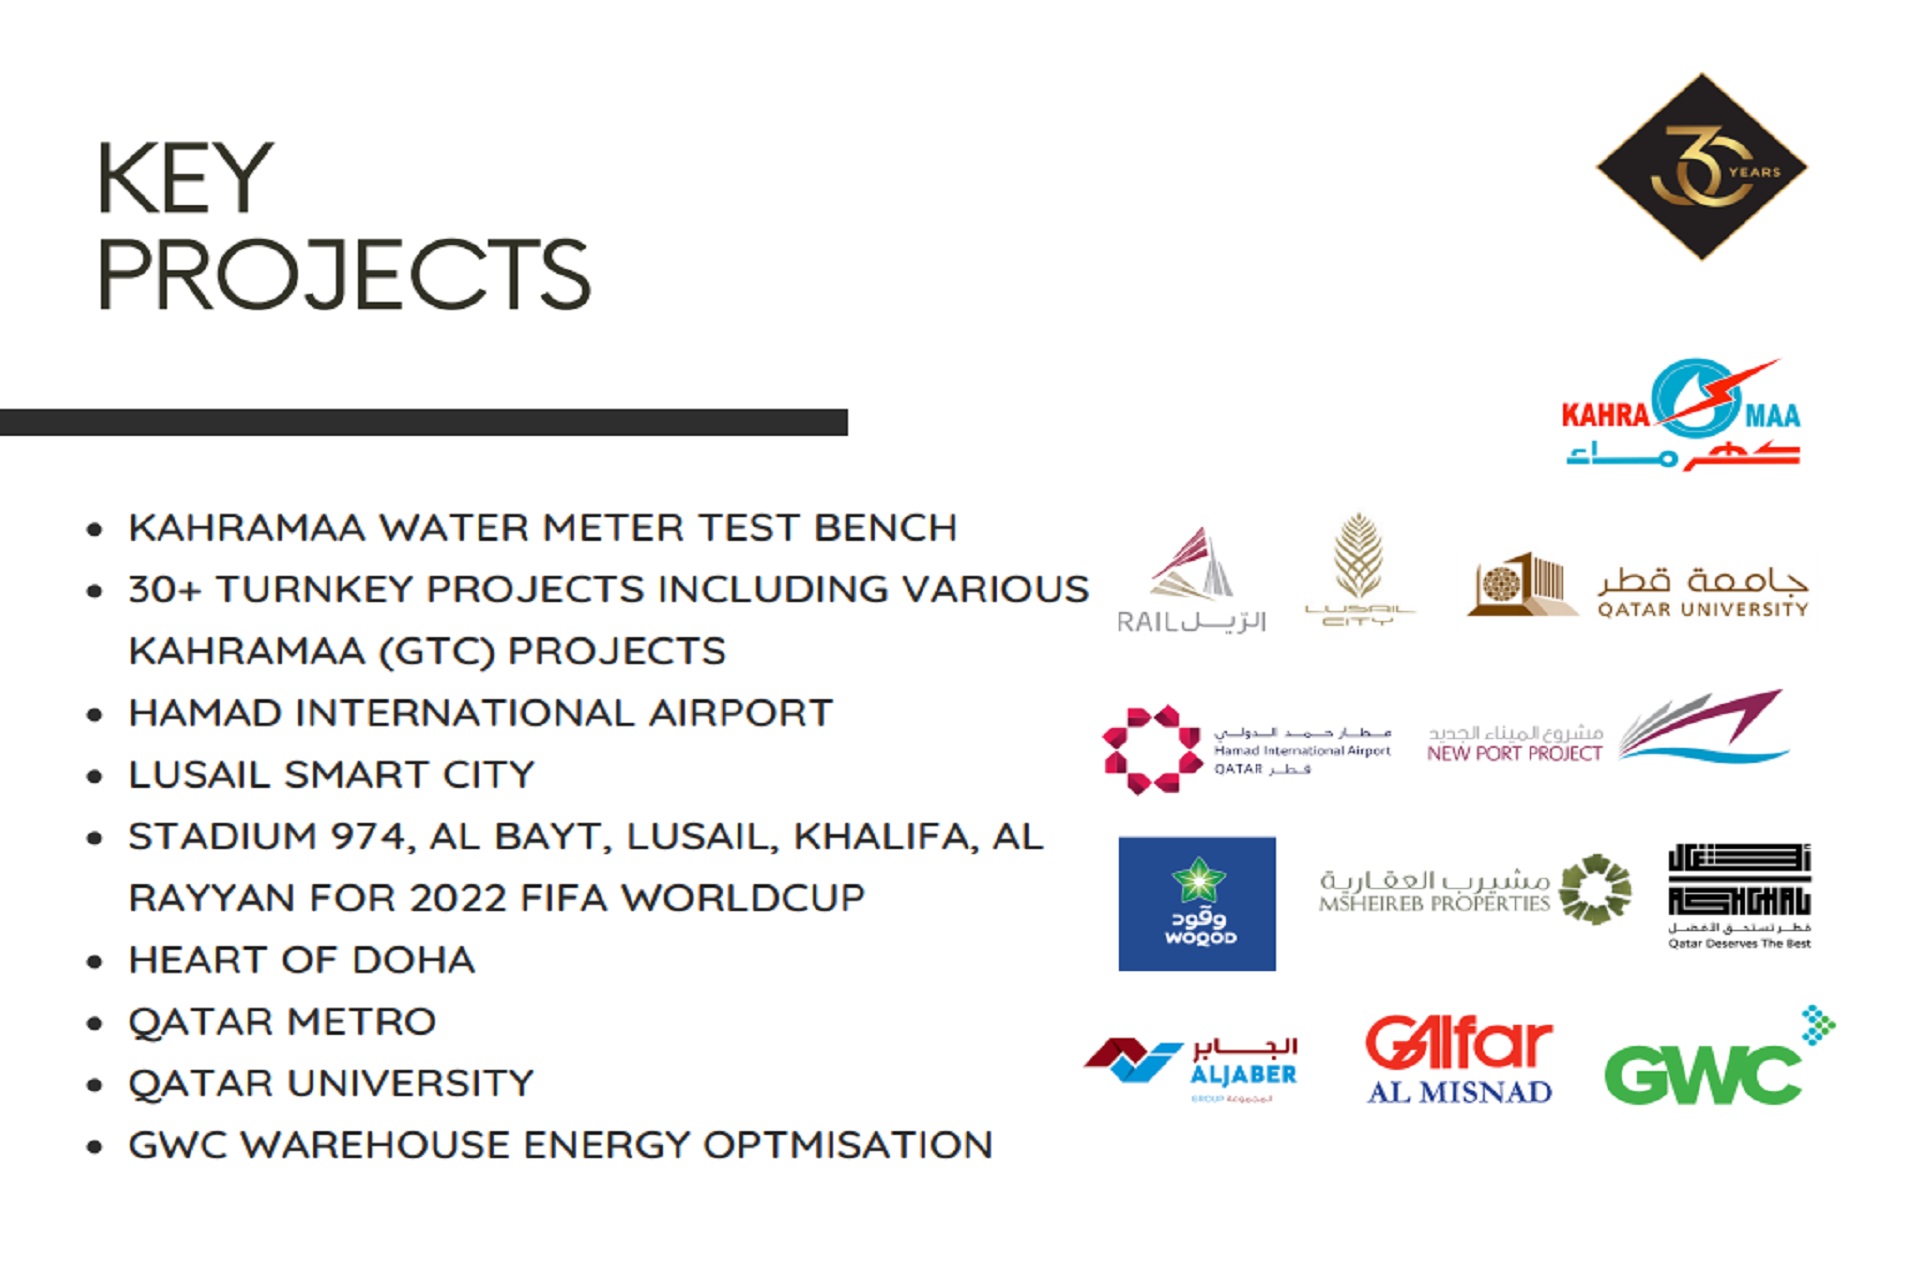 KEY
PROJECTS
30 YEARS
• KAHRAMAA WATER METER TEST BENCH
• 30+ TURNKEY PROJECTS INCLUDING VARIOUS
KAHRAMAA (GTC) PROJECTS
• HAMAD INTERNATIONAL AIRPORT
• LUSAIL SMART CITY
• STADIUM 974, AL BAYT, LUSAIL, KHALIFA, AL
RAYYAN FOR 2022 FIFA WORLDCUP
• HEART OF DOHA
• QATAR METRO
• QATAR UNIVERSITY
• GWC WAREHOUSE ENERGY OPTMISATION
KAHRA MAA
كهرماء
RAIL الريل
LUSAIL
CITY
جامعة قطر
QATAR UNIVERSITY
مطار حمد الدولي
Hamad International Airport
QATAR قطر
مشروع الميناء الجديد
NEW PORT PROJECT
وقود
WOQOD
مشيرب العقارية
MSHEIREB PROPERTIES
أشغال
ASHGHAL
قطر تستحق الأفضل
Qatar Deserves The Best
الجابر
ALJABER
GROUP المجموعة
GAlfar
AL MISNAD
GWC